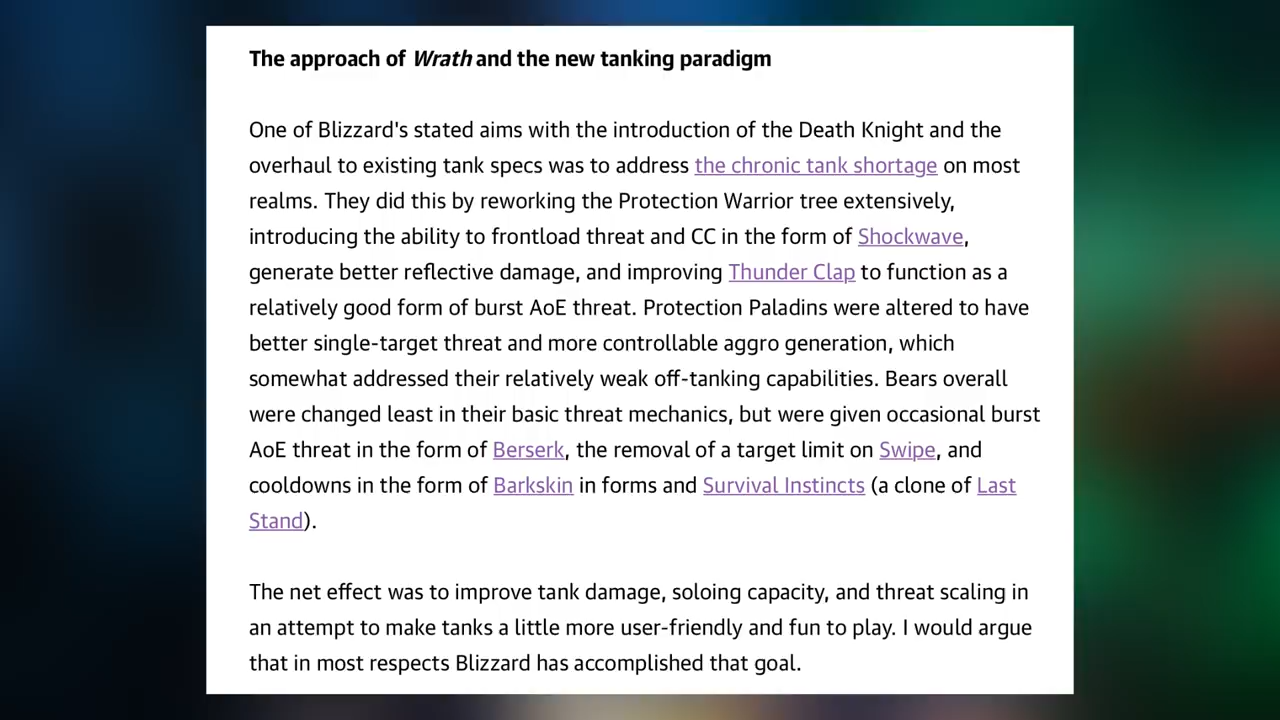 The approach of Wrath and the new tanking paradigm
One of Blizzard's stated aims with the introduction of the Death Knight and the
overhaul to existing tank specs was to address the chronic tank shortage on most
realms. They did this by reworking the Protection Warrior tree extensively,
introducing the ability to frontload threat and CC in the form of Shockwave,
generate better reflective damage, and improving Thunder Clap to function as a
relatively good form of burst AoE threat. Protection Paladins were altered to have
better single-target threat and more controllable aggro generation, which
somewhat addressed their relatively weak off-tanking capabilities. Bears overall
were changed least in their basic threat mechanics, but were given occasional burst
AoE threat in the form of Berserk, the removal of a target limit on Swipe, and
cooldowns in the form of Barkskin in forms and Survival Instincts (a clone of Last
Stand).
The net effect was to improve tank damage, soloing capacity, and threat scaling in
an attempt to make tanks a little more user-friendly and fun to play. I would argue
that in most respects Blizzard has accomplished that goal.